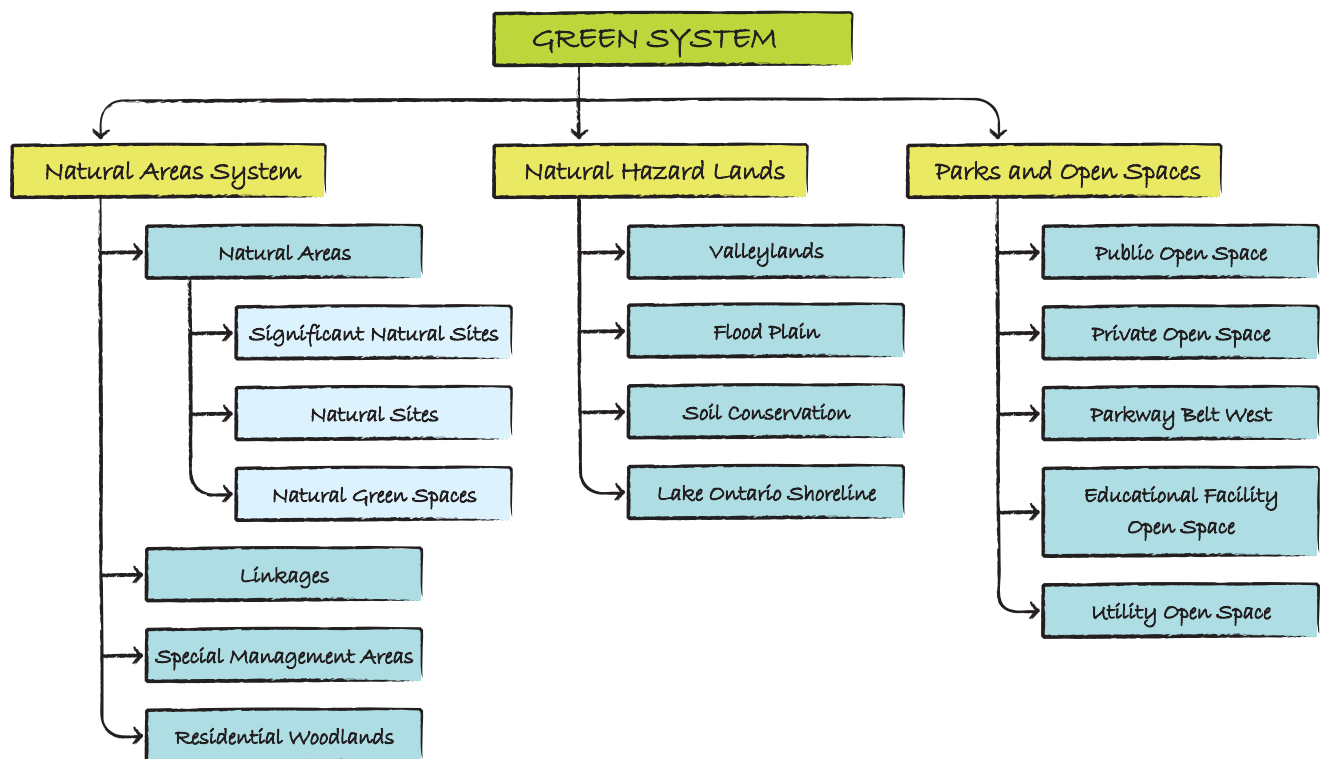 GREEN SYSTEM
Natural Areas System
Natural Areas
Significant Natural Sites
Natural Sites
Natural Green Spaces
Linkages
Special Management Areas
Residential Woodlands
Natural Hazard Lands
Valleylands
Flood Plain
Soil Conservation
Lake Ontario Shoreline
Parks and Open Spaces
Public Open Space
Private Open Space
Parkway Belt West
Educational Facility
Open Space
Utility Open Space